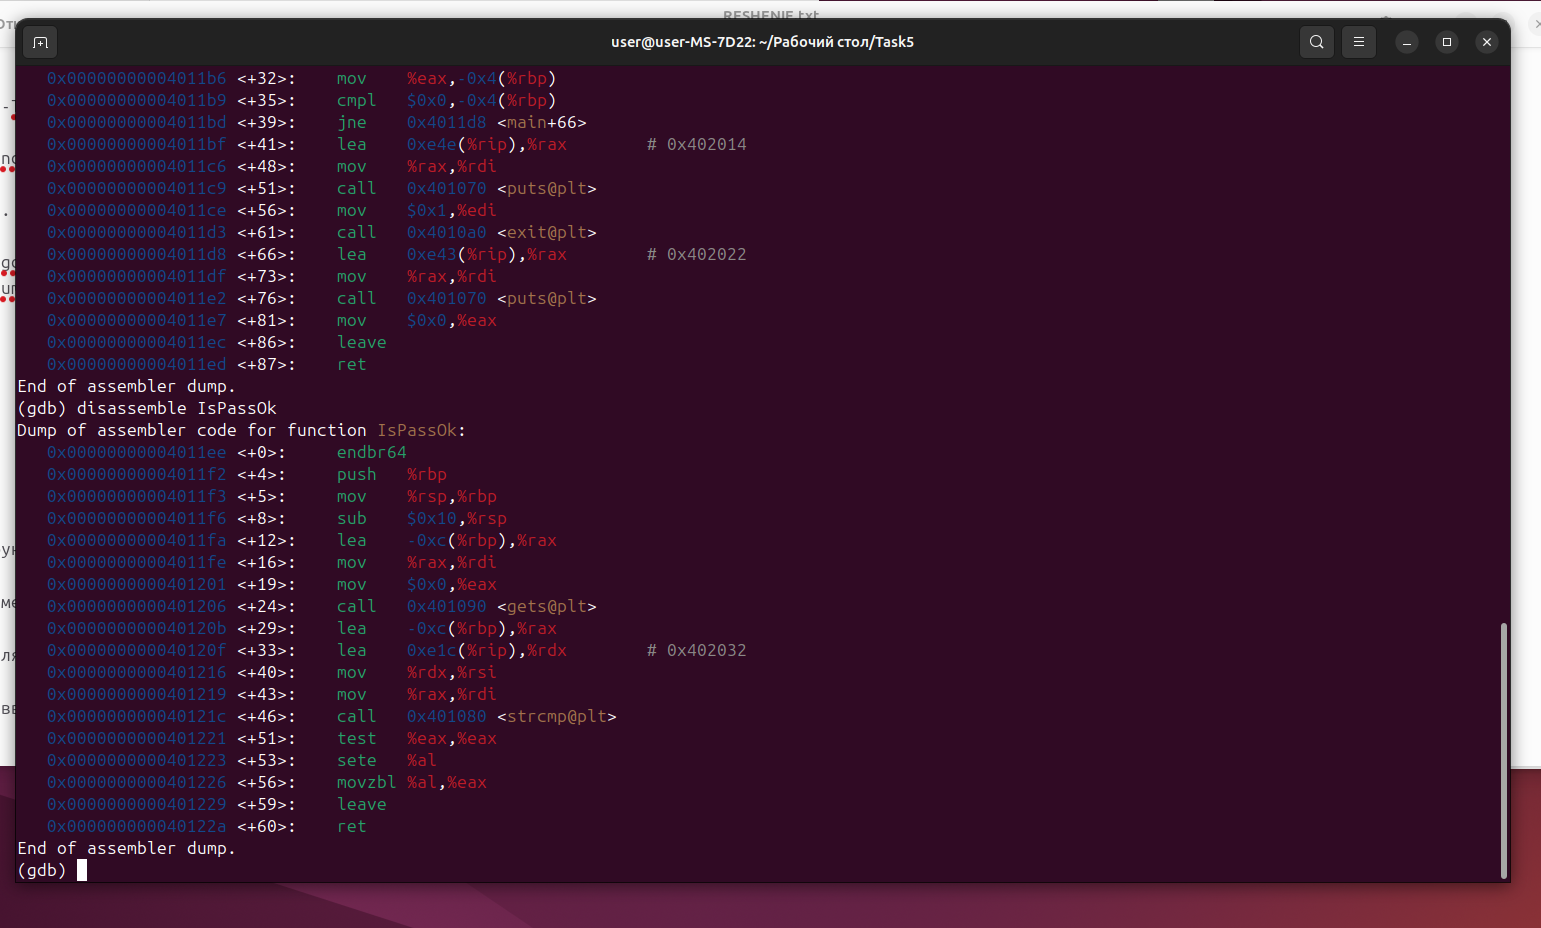 RESHENIE.txt
user@user-MS-7D22: ~/Рабочий стол/Task5
0x00000000004011b6 <+32>: mov %eax,-0x4(%rbp)
0x00000000004011b9 <+35>: cmpl $0x0,-0x4(%rbp)
0x00000000004011bd <+39>: jne 0x4011d8 <main+66>
0x00000000004011bf <+41>: lea 0xe4e(%rip),%rax # 0x402014
0x00000000004011c6 <+48>: mov %rax,%rdi
0x00000000004011c9 <+51>: call 0x401070 <puts@plt>
0x00000000004011ce <+56>: mov $0x1,%edi
0x00000000004011d3 <+61>: call 0x4010a0 <exit@plt>
0x00000000004011d8 <+66>: lea 0xe43(%rip),%rax # 0x402022
0x00000000004011df <+73>: mov %rax,%rdi
0x00000000004011e2 <+76>: call 0x401070 <puts@plt>
0x00000000004011e7 <+81>: mov $0x0,%eax
0x00000000004011ec <+86>: leave
0x00000000004011ed <+87>: ret
End of assembler dump.
(gdb) disassemble IsPassOk
Dump of assembler code for function IsPassOk:
0x00000000004011ee <+0>: endbr64
0x00000000004011f2 <+4>: push %rbp
0x00000000004011f3 <+5>: mov %rsp,%rbp
0x00000000004011f6 <+8>: sub $0x10,%rsp
0x00000000004011fa <+12>: lea -0xc(%rbp),%rax
0x00000000004011fe <+16>: mov %rax,%rdi
0x0000000000401201 <+19>: mov $0x0,%eax
0x0000000000401206 <+24>: call 0x401090 <gets@plt>
0x000000000040120b <+29>: lea -0xc(%rbp),%rax
0x000000000040120f <+33>: lea 0xe1c(%rip),%rdx # 0x402032
0x0000000000401216 <+40>: mov %rdx,%rsi
0x0000000000401219 <+43>: mov %rax,%rdi
0x000000000040121c <+46>: call 0x401080 <strcmp@plt>
0x0000000000401221 <+51>: test %eax,%eax
0x0000000000401223 <+53>: sete %al
0x0000000000401226 <+56>: movzbl %al,%eax
0x0000000000401229 <+59>: leave
0x000000000040122a <+60>: ret
End of assembler dump.
(gdb)